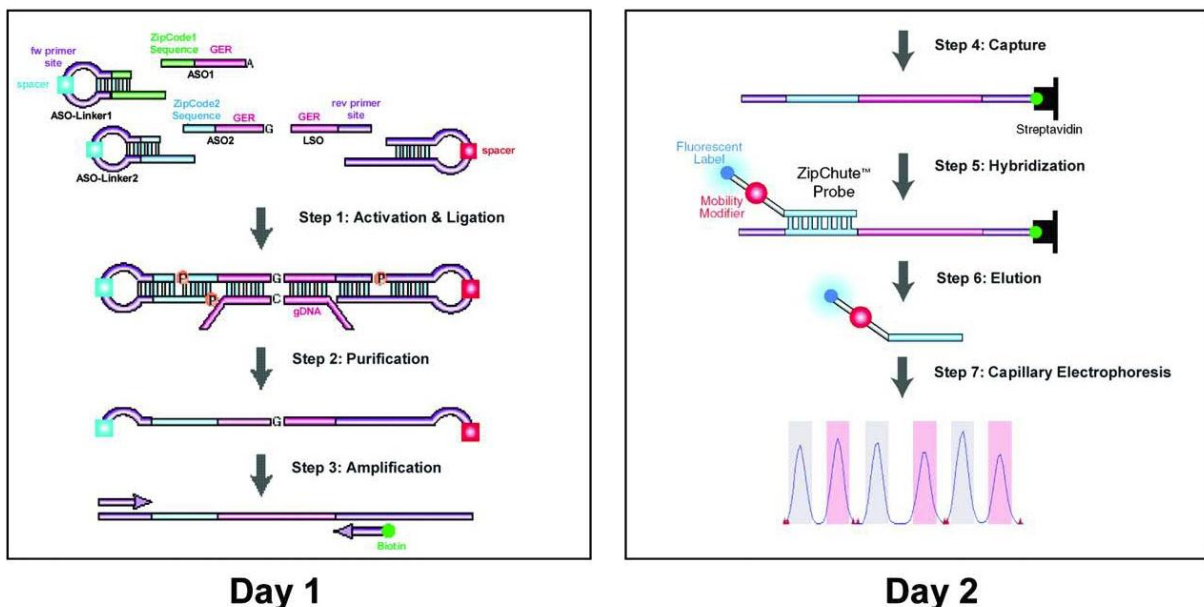 ZipCode1
Sequence
GER
fw primer
site
A
ASO1
spacer
ASO-Linker1
ZipCode2
Sequence
GER
GER
rev primer
site
G
ASO2
LSO
ASO-Linker2
spacer
Step 1: Activation & Ligation
P
G
P
P
C
gDNA
Step 2: Purification
G
Step 3: Amplification
Biotin
Day 1
Step 4: Capture
Streptavidin
Fluorescent
Label
ZipChute™
Probe
Step 5: Hybridization
Mobility
Modifier
Step 6: Elution
Step 7: Capillary Electrophoresis
Day 2